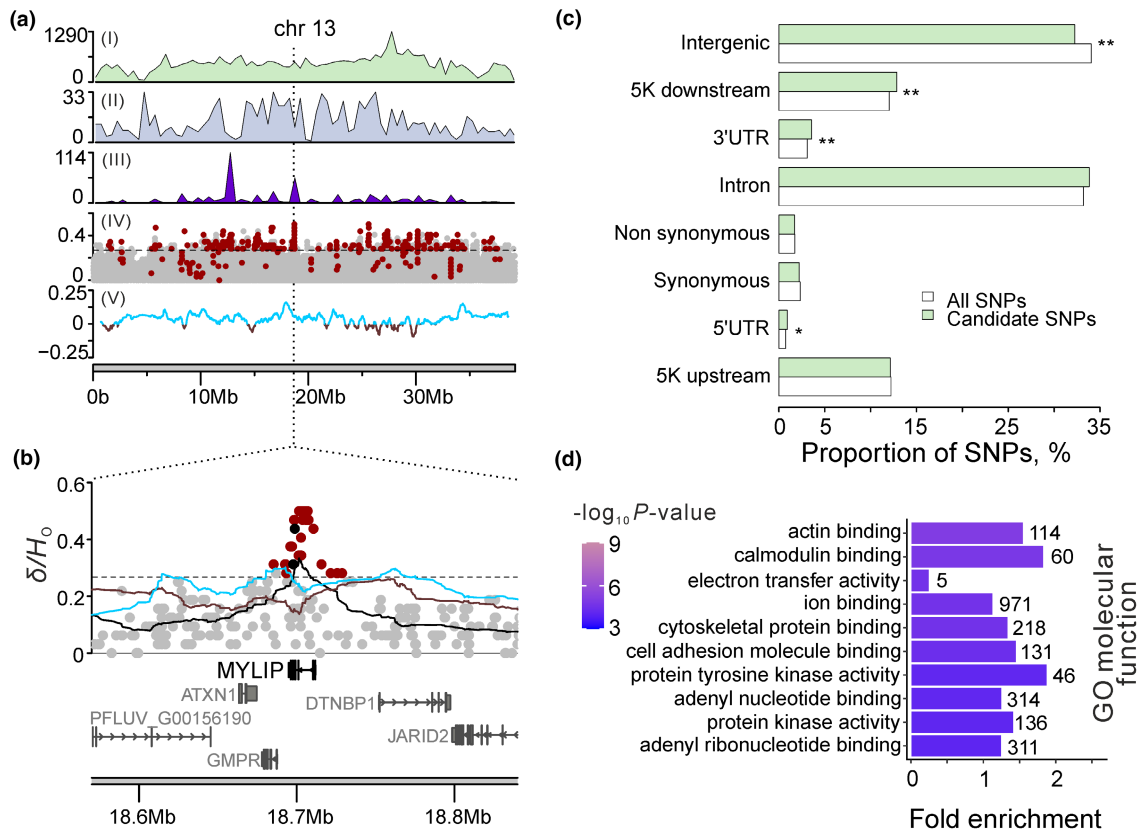 (a)
chr 13
1290
0
(I)
33
0
(II)
114
0
(III)
0.4
0
(IV)
0.25
0
−0.25
(V)
0b
10Mb
20Mb
30Mb
(b)
0.6
0.4
0.2
0
δ/HO
MYLIP
ATXN1
DTNBP1
PFLUV_G00156190
JARID2
GMPR
18.6Mb
18.7Mb
18.8Mb
(c)
Intergenic
**
5K downstream
**
3'UTR
**
Intron
Non synonymous
Synonymous
5'UTR
*
5K upstream
All SNPs
Candidate SNPs
0
5
15
25
35
Proportion of SNPs, %
(d)
-log10 P-value
9
6
3
actin binding 114
calmodulin binding 60
electron transfer activity 5
ion binding 971
cytoskeletal protein binding 218
cell adhesion molecule binding 131
protein tyrosine kinase activity 46
adenyl nucleotide binding 314
protein kinase activity 136
adenyl ribonucleotide binding 311
GO molecular
function
0
1
2
Fold enrichment